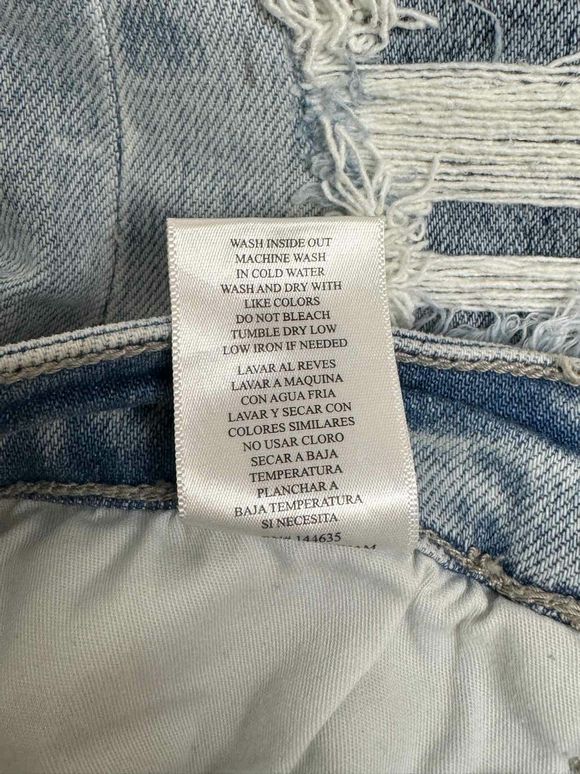 WASH INSIDE OUT
MACHINE WASH
IN COLD WATER
WASH AND DRY WITH
LIKE COLORS
DO NOT BLEACH
TUMBLE DRY LOW
LOW IRON IF NEEDED
LAVAR AL REVES
LAVAR A MAQUINA
CON AGUA FRIA
LAVAR Y SECAR CON
COLORES SIMILARES
NO USAR CLORO
SECAR A BAJA
TEMPERATURA
PLANCHAR A
BAJA TEMPERATURA
SI NECESITA
144635